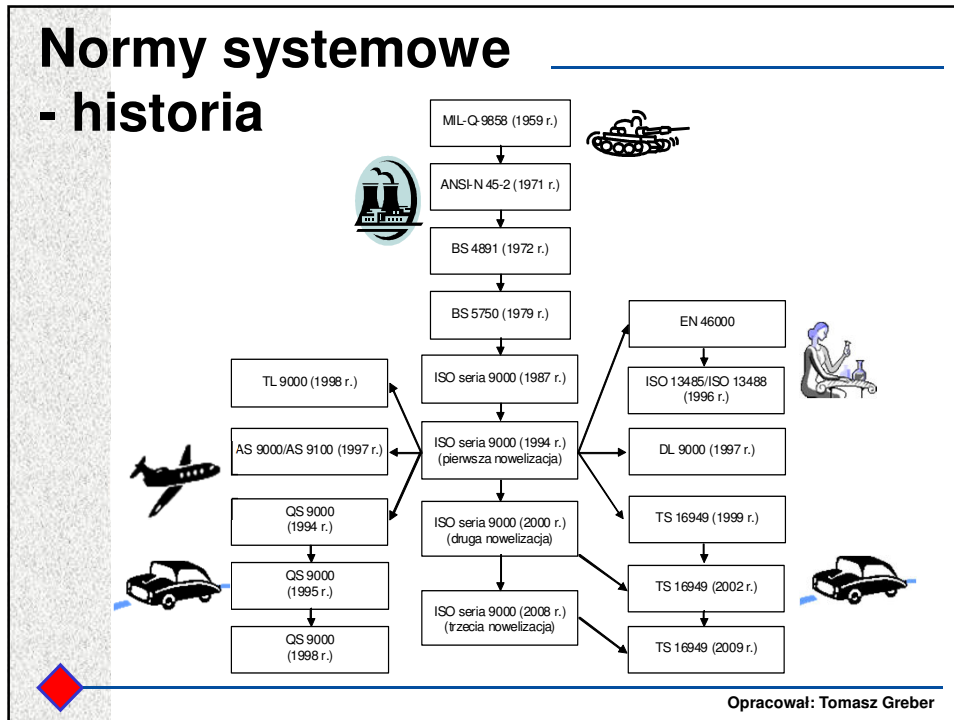 Normy systemowe
- historia
MIL-Q-9858 (1959 r.)
ANSI-N 45-2 (1971 r.)
BS 4891 (1972 r.)
BS 5750 (1979 r.)
ISO seria 9000 (1987 r.)
ISO seria 9000 (1994 r.)
(pierwsza nowelizacja)
ISO seria 9000 (2000 r.)
(druga nowelizacja)
ISO seria 9000 (2008 r.)
(trzecia nowelizacja)
TL 9000 (1998 r.)
AS 9000/AS 9100 (1997 r.)
QS 9000
(1994 r.)
QS 9000
(1995 r.)
QS 9000
(1998 r.)
EN 46000
ISO 13485/ISO 13488
(1996 r.)
DL 9000 (1997 r.)
TS 16949 (1999 r.)
TS 16949 (2002 r.)
TS 16949 (2009 r.)
Opracował: Tomasz Greber